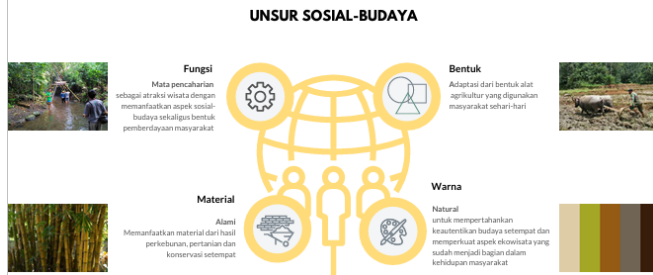 UNSUR SOSIAL-BUDAYA
Fungsi
Mata pencaharian
sebagai atraksi wisata dengan
memanfaatkan aspek sosial-
budaya sekaligus bentuk
pemberdayaan masyarakat
Bentuk
Adaptasi dari bentuk alat
agrikultur yang digunakan
masyarakat sehari-hari
Material
Alami
Memanfaatkan material dari hasil
perkebunan, pertanian dan
konservasi setempat
Warna
Natural
untuk mempertahankan
keautentikan budaya setempat dan
memperkuat aspek ekowisata yang
sudah menjadi bagian dalam
kehidupan masyarakat